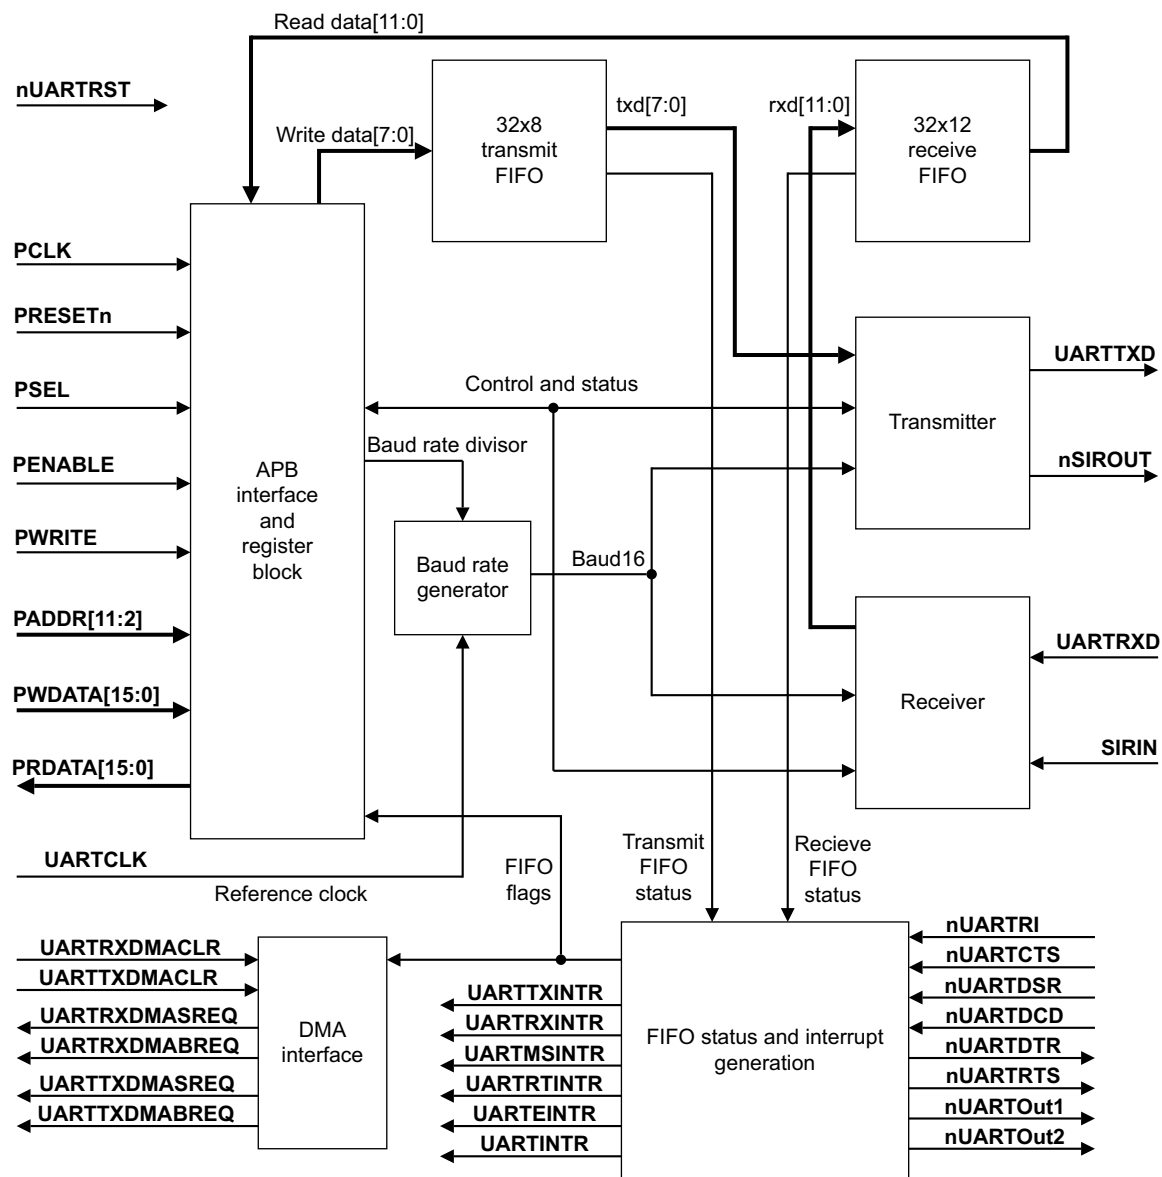 Read data[11:0]
nUARTRST
Write data[7:0]
32x8
transmit
FIFO
txd[7:0]
rxd[11:0]
32x12
receive
FIFO
PCLK
PRESETn
PSEL
PENABLE
PWRITE
PADDR[11:2]
PWDATA[15:0]
PRDATA[15:0]
APB
interface
and
register
block
Control and status
Baud rate divisor
Baud rate
generator
Baud16
Transmitter
UARTTXD
nSIROUT
Receiver
UARTRXD
SIRIN
UARTCLK
Reference clock
FIFO
flags
Transmit
FIFO
status
Recieve
FIFO
status
UARTRXDMACLR
UARTTXDMACLR
UARTRXDMASREQ
UARTRXDMABREQ
UARTTXDMASREQ
UARTTXDMABREQ
DMA
interface
UARTTXINTR
UARTRXINTR
UARTMSINTR
UARTRTINTR
UARTEINTR
UARTINTR
FIFO status and interrupt
generation
nUARTRI
nUARTCTS
nUARTDSR
nUARTDCD
nUARTDTR
nUARTRTS
nUARTOut1
nUARTOut2